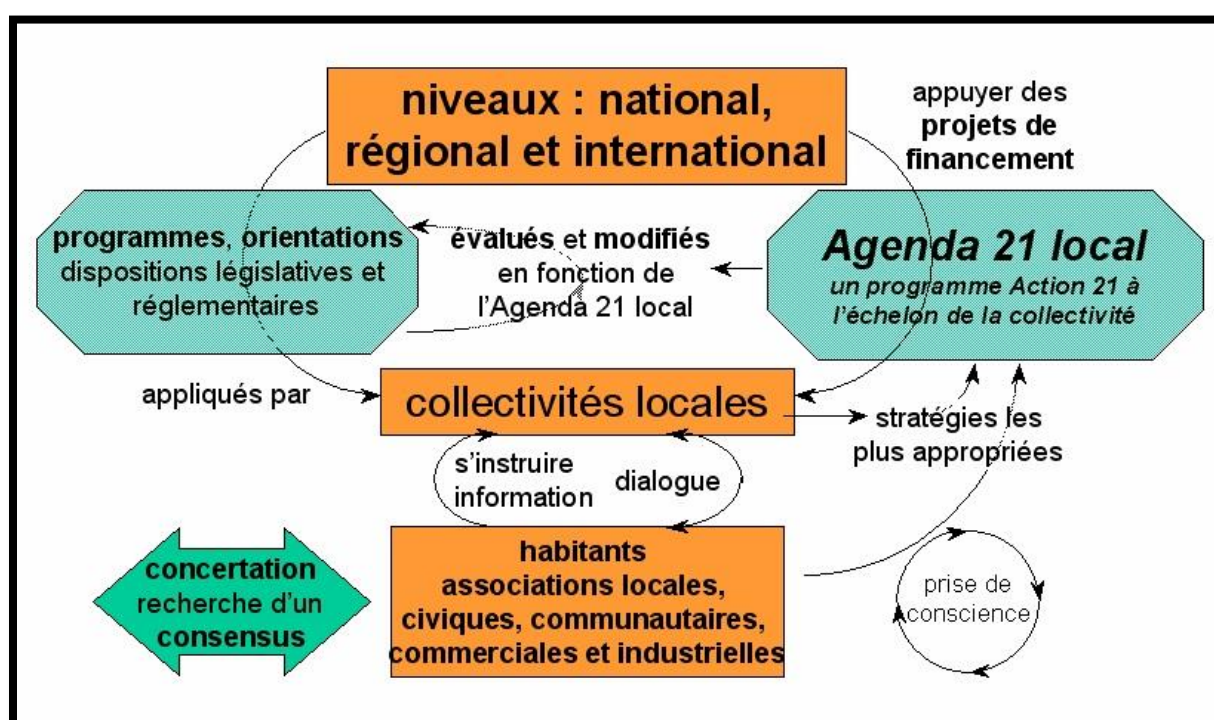 niveaux : national,
régional et international
appuyer des
projets de
financement
programmes, orientations
dispositions législatives et
réglementaires
évalués et modifiés
en fonction de
l'Agenda 21 local
Agenda 21 local
un programme Action 21 à
l'échelon de la collectivité
appliqués par
collectivités locales
stratégies les
plus appropriées
s'instruire
information
dialogue
concertation
recherche d'un
consensus
habitants
associations locales,
civiques, communautaires,
commerciales et industrielles
prise de
conscience